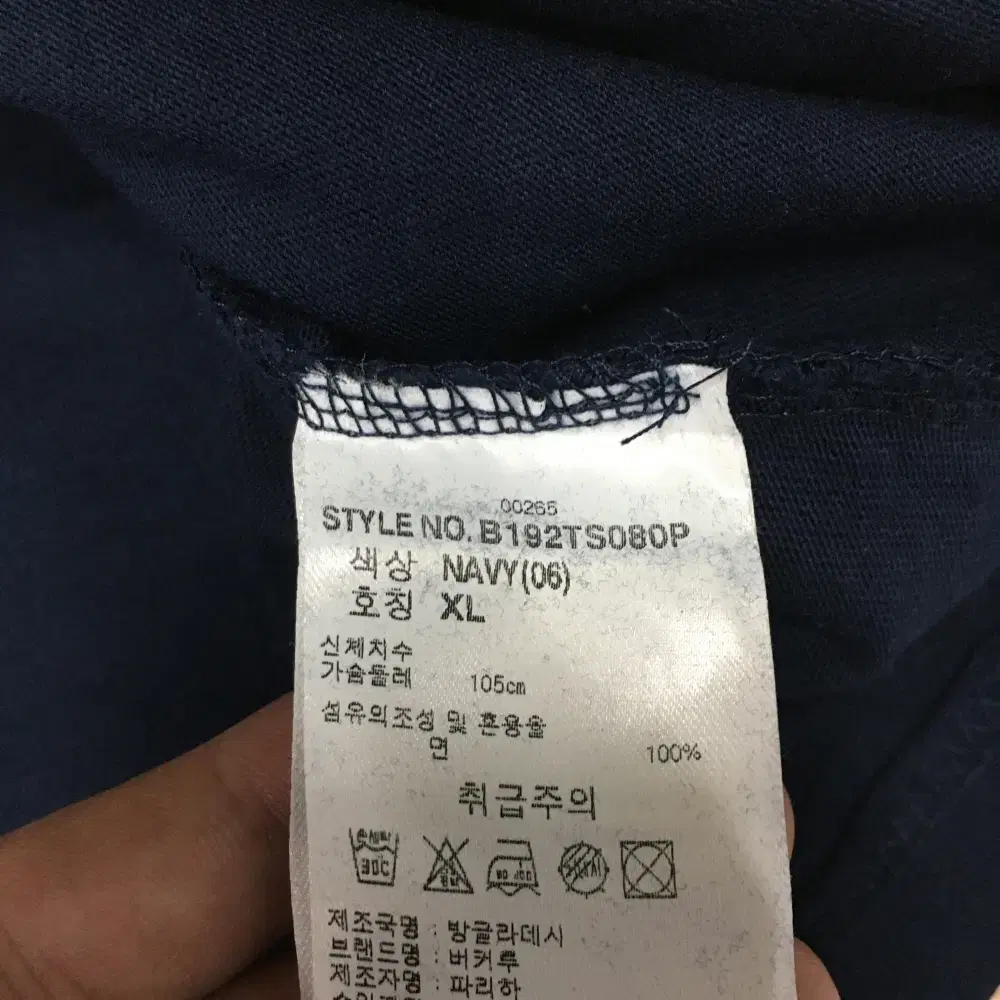 00265
STYLE NO. B192TS080P
색상 NAVY(06)
호칭 XL
신체치수
가슴둘레 105cm
섬유의조성 및 혼용율
면 100%
취급주의
제조국명 : 방글라데시
브랜드명 : 버커루
제조자명 : 파리하